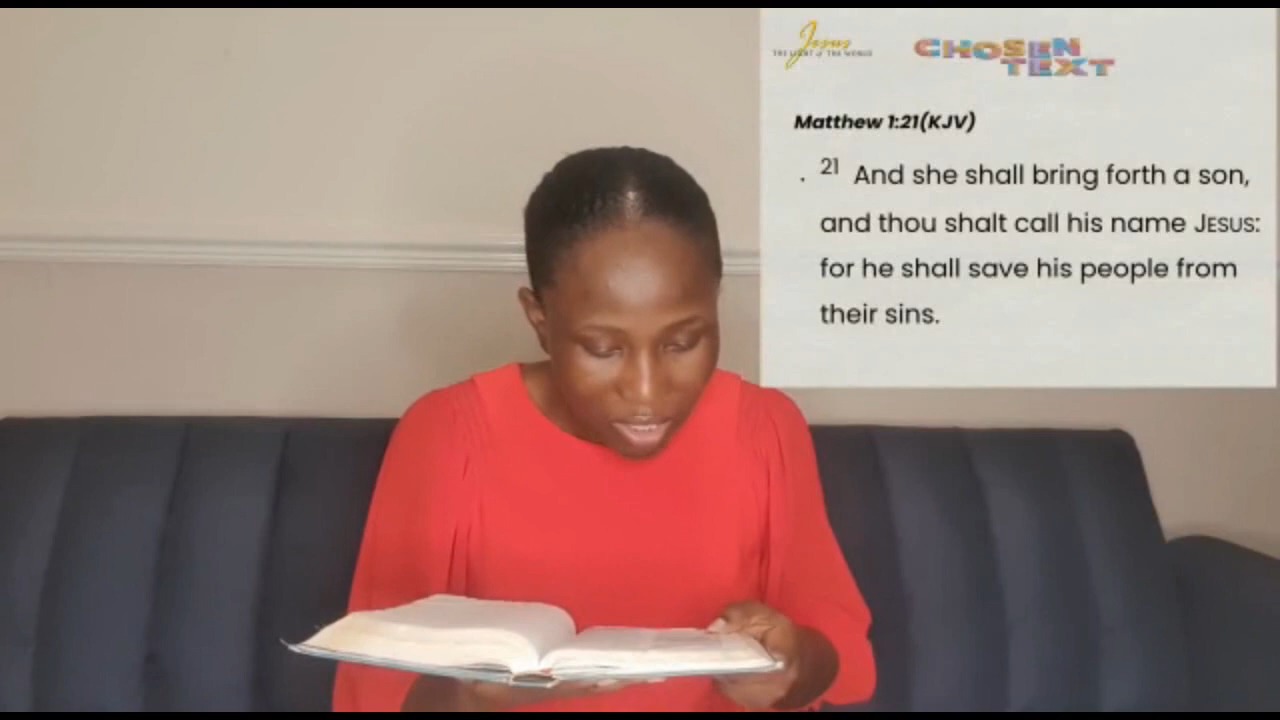 Jesus
THE LIGHT of THE WORLD
CHOSEN
TEXT
Matthew 1:21(KJV)
. 21 And she shall bring forth a son,
and thou shalt call his name JESUS:
for he shall save his people from
their sins.